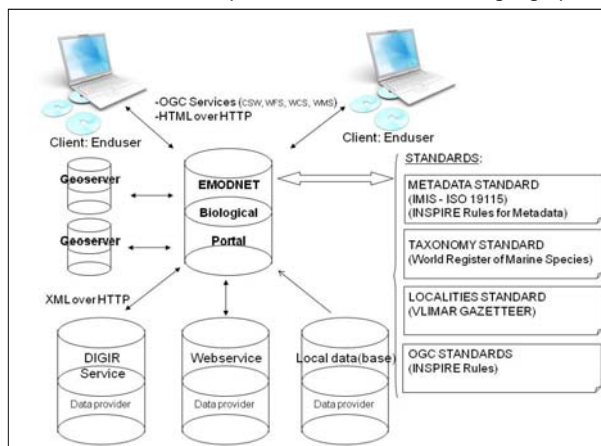 -OGC Services (CSW, WFS, WCS, WMS)
-HTML over HTTP
Client: Enduser
Client: Enduser
Geoserver
Geoserver
EMODNET
Biological
Portal
XML over HTTP
DIGIR
Service
Data provider
Webservice
Data provider
Local data(base)
Data provider
STANDARDS:
METADATA STANDARD
(IMIS - ISO 19115)
(INSPIRE Rules for Metadata)
TAXONOMY STANDARD
(World Register of Marine Species)
LOCALITIES STANDARD
(VLIMAR GAZETTEER)
OGC STANDARDS
(INSPIRE Rules)